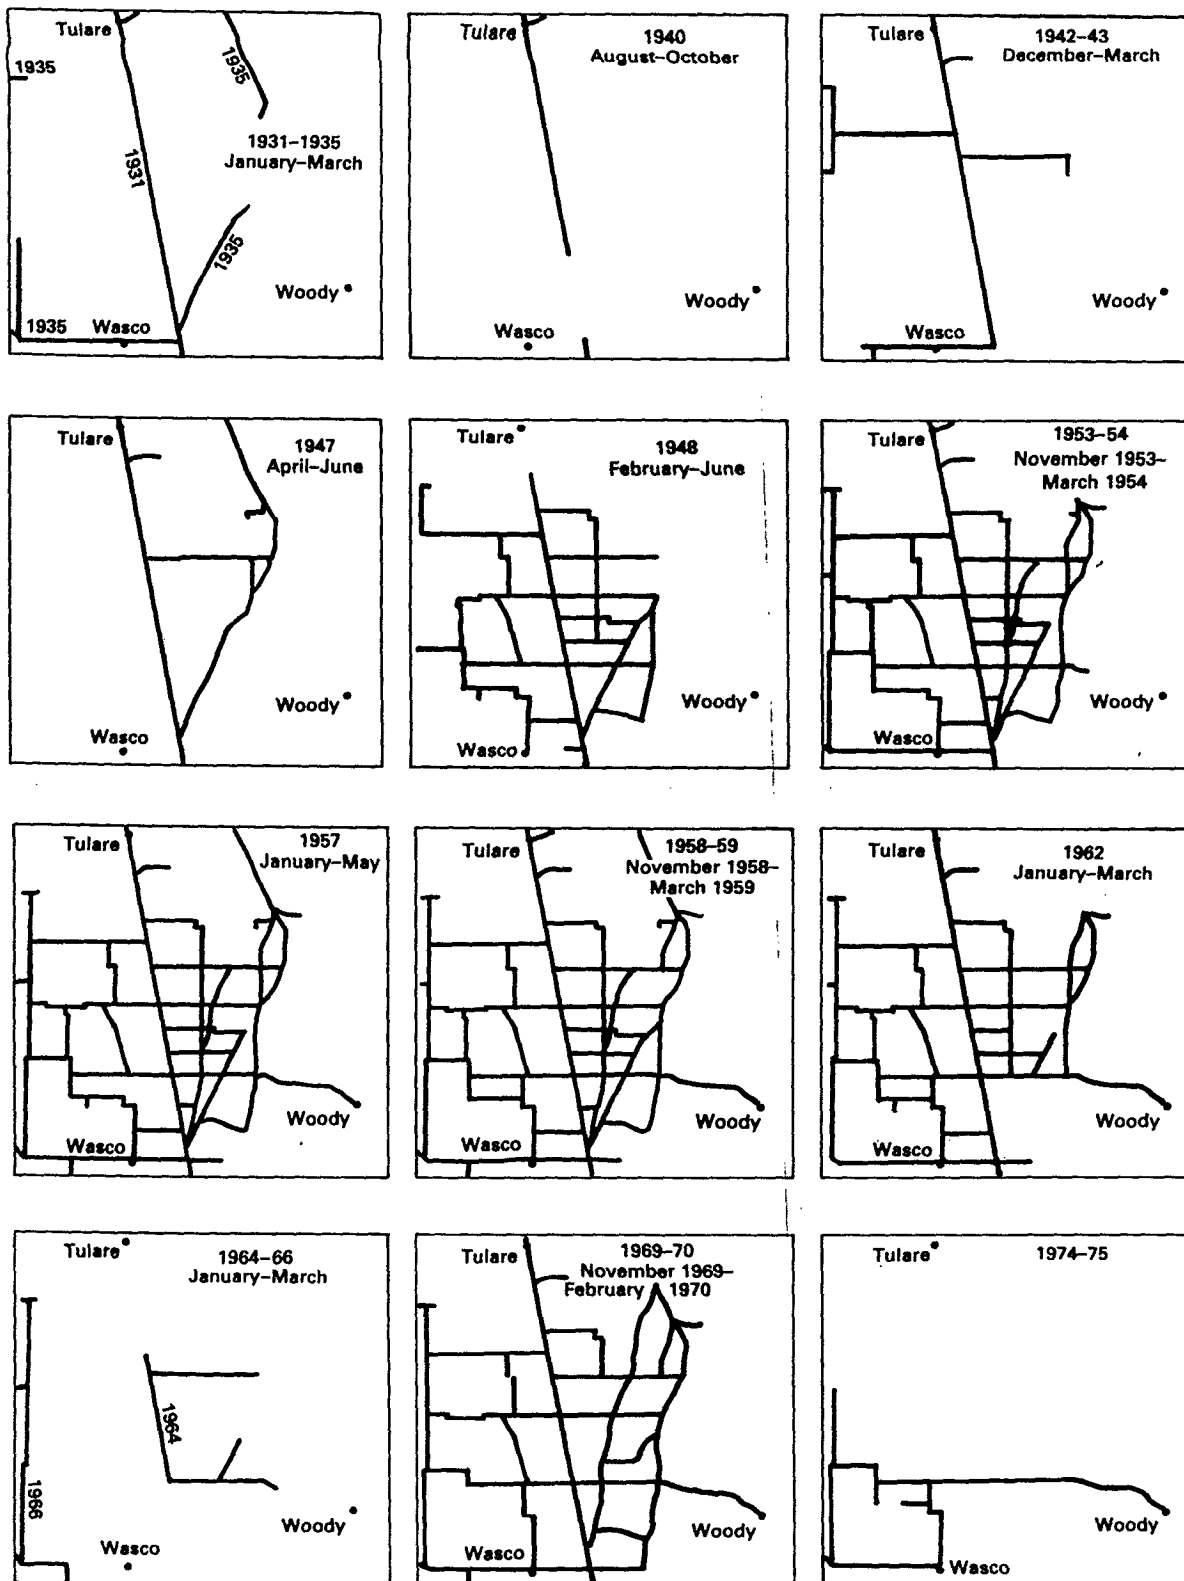 Tulare
1935
1935
1931–1935
January–March
1931
1935
Woody
1935
Wasco
Tulare
1940
August–October
Woody
Wasco
Tulare
1942–43
December–March
Woody
Wasco
Tulare
1947
April–June
Woody
Wasco
Tulare
1948
February–June
Woody
Wasco
Tulare
1953–54
November 1953–
March 1954
Woody
Wasco
Tulare
1957
January–May
Woody
Wasco
Tulare
1958–59
November 1958–
March 1959
Woody
Wasco
Tulare
1962
January–March
Woody
Wasco
Tulare
1964–66
January–March
1964
1966
Woody
Wasco
Tulare
1969–70
November 1969–
February 1970
Woody
Wasco
Tulare
1974–75
Woody
Wasco